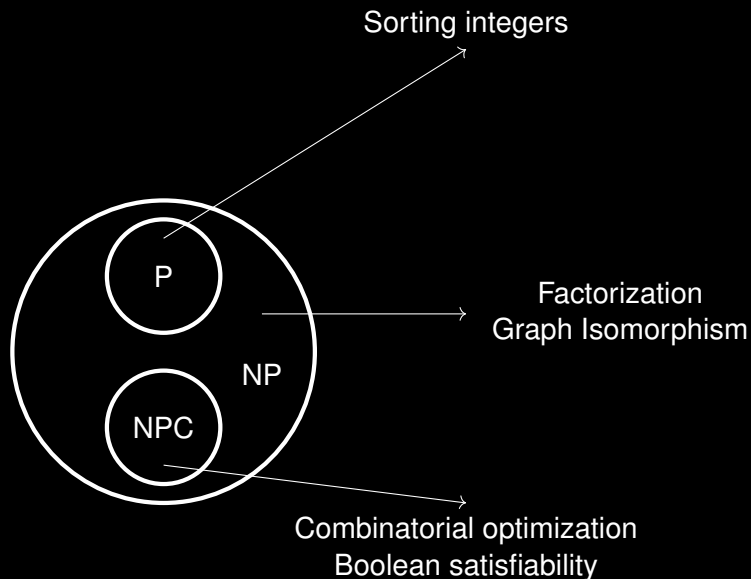 Sorting integers
P
Factorization
Graph Isomorphism
NP
NPC
Combinatorial optimization
Boolean satisfiability